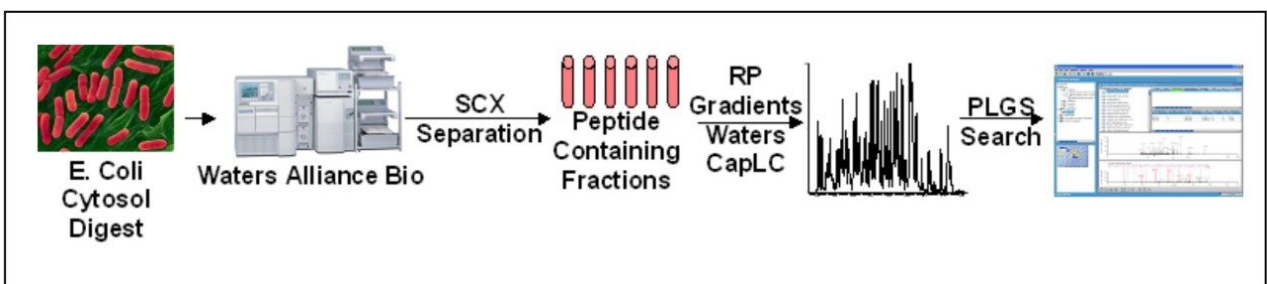 E. Coli
Cytosol
Digest
Waters Alliance Bio
SCX
Separation
Peptide
Containing
Fractions
RP
Gradients
Waters
CapLC
PLGS
Search